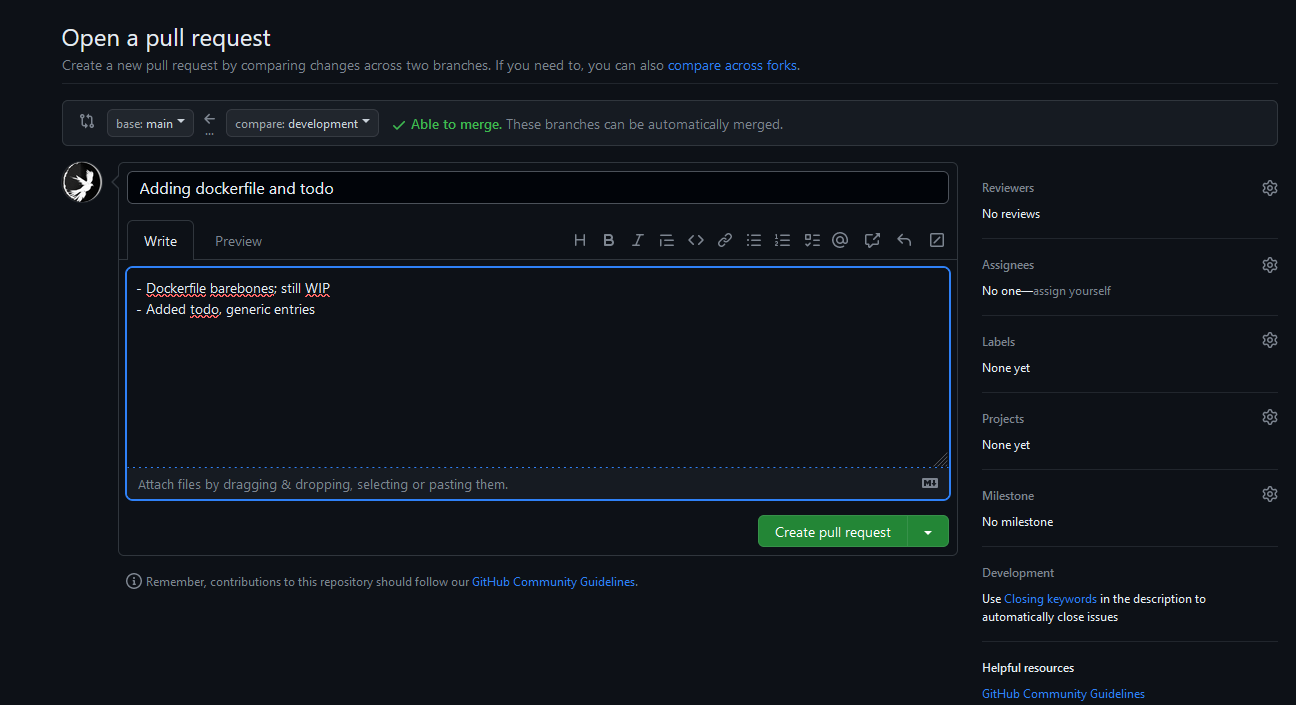 Open a pull request
Create a new pull request by comparing changes across two branches. If you need to, you can also compare across forks.
base: main
...
compare: development
Able to merge. These branches can be automatically merged.
Adding dockerfile and todo
Write
Preview
H B I
- Dockerfile barebones; still WIP
- Added todo, generic entries
Attach files by dragging & dropping, selecting or pasting them.
Create pull request
Remember, contributions to this repository should follow our GitHub Community Guidelines.
Reviewers
No reviews
Assignees
No one—assign yourself
Labels
None yet
Projects
None yet
Milestone
No milestone
Development
Use Closing keywords in the description to
automatically close issues
Helpful resources
GitHub Community Guidelines